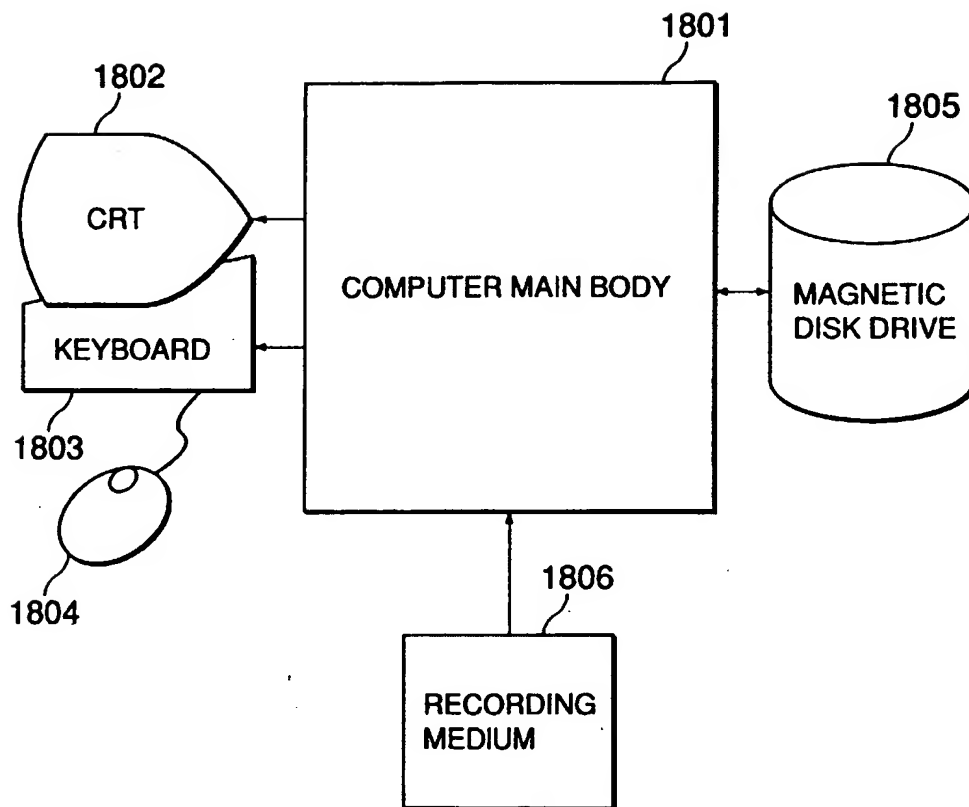 1801
1802
1805
CRT
COMPUTER MAIN BODY
MAGNETIC
DISK DRIVE
KEYBOARD
1803
1804
1806
RECORDING
MEDIUM